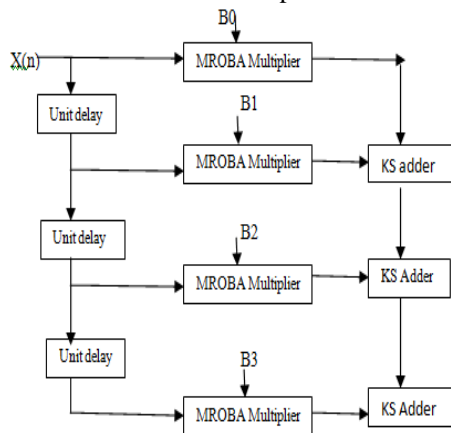 B0
X(n)
MROBA Multiplier
Unit delay
B1
MROBA Multiplier
KS adder
Unit delay
B2
MROBA Multiplier
KS Adder
Unit delay
B3
MROBA Multiplier
KS Adder